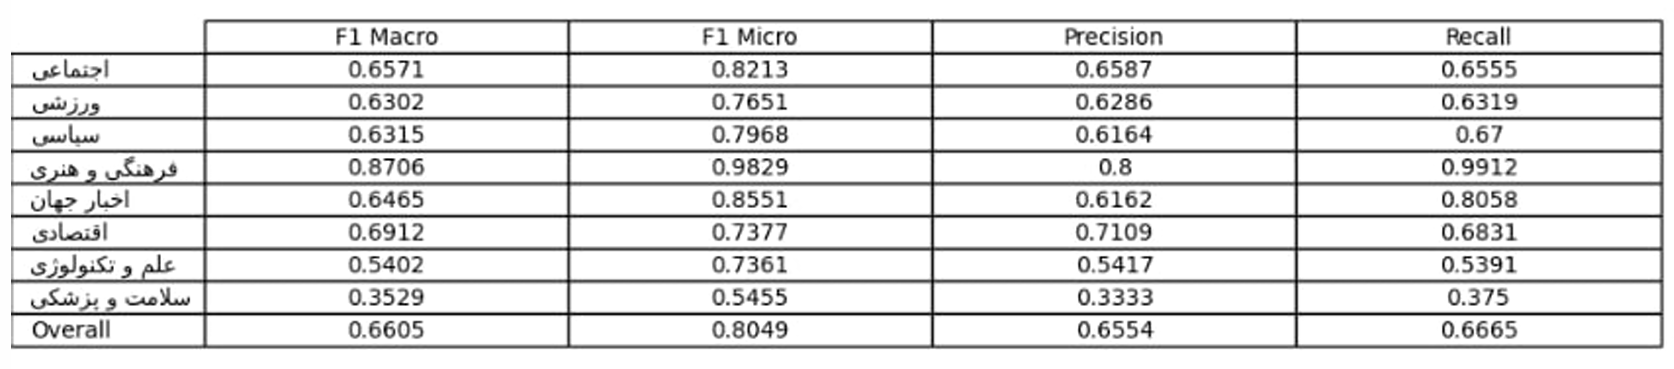 F1 Macro F1 Micro Precision Recall
اجتماعی 0.6571 0.8213 0.6587 0.6555
ورزشی 0.6302 0.7651 0.6286 0.6319
سیاسی 0.6315 0.7968 0.6164 0.67
فرهنگی و هنری 0.8706 0.9829 0.8 0.9912
اخبار جهان 0.6465 0.8551 0.6162 0.8058
اقتصادی 0.6912 0.7377 0.7109 0.6831
علم و تکنولوژی 0.5402 0.7361 0.5417 0.5391
سلامت و پزشکی 0.3529 0.5455 0.3333 0.375
Overall 0.6605 0.8049 0.6554 0.6665